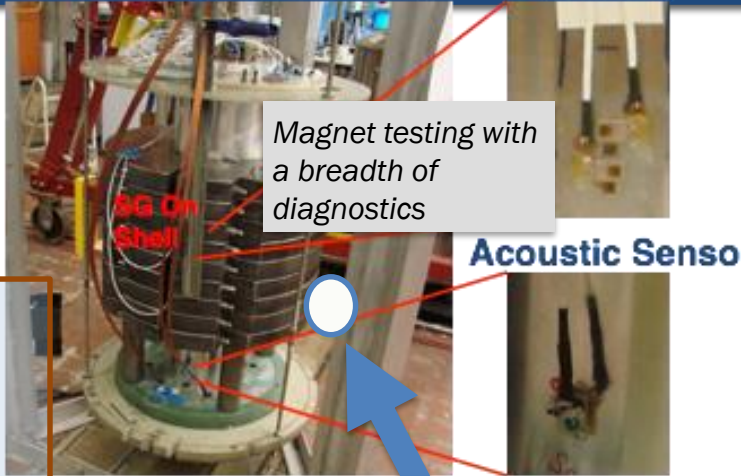 Magnet testing with
a breadth of
diagnostics
SG On
Shell
Acoustic Senso